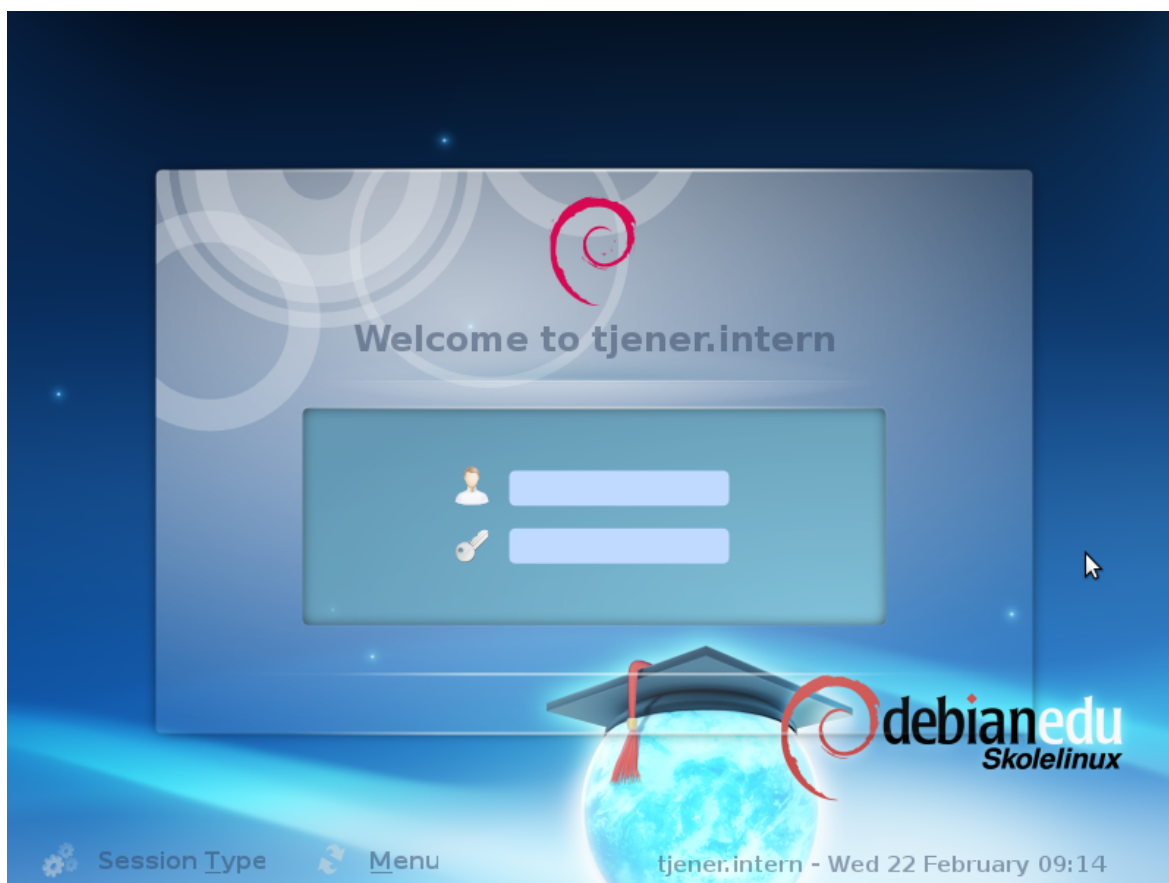 Welcome to tjener.intern
debianedu
Skolelinux
Session Type
Menu
tjener.intern - Wed 22 February 09:14